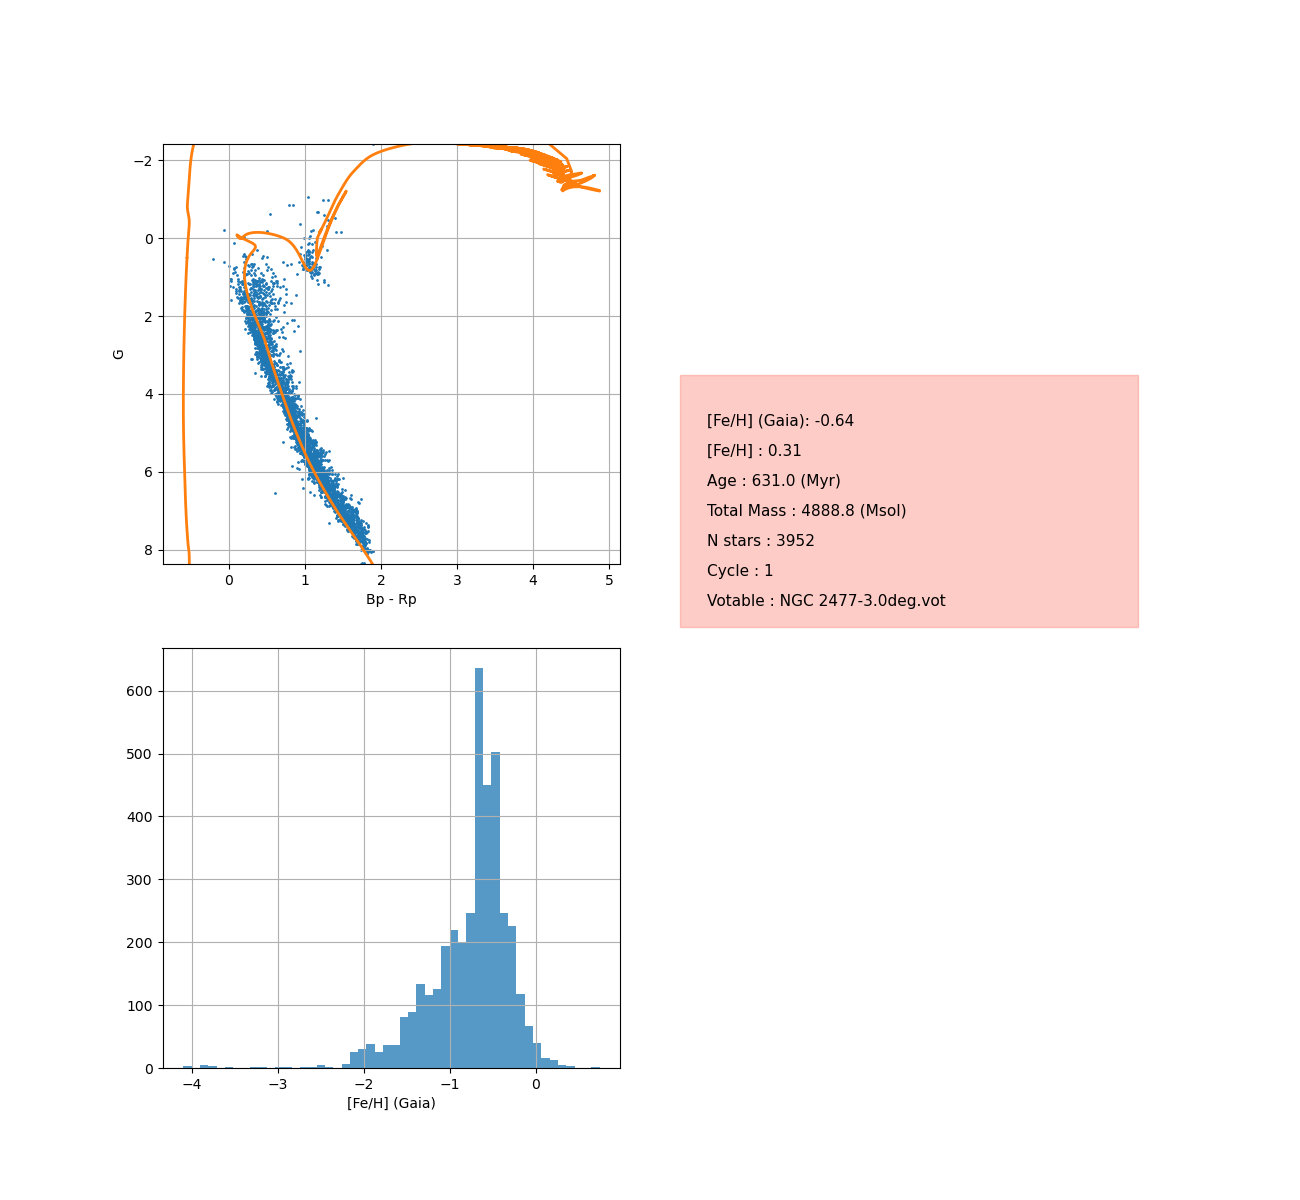 −2
0
2
4
6
8
G
0 1 2 3 4 5
Bp - Rp
[Fe/H] (Gaia): -0.64
[Fe/H] : 0.31
Age : 631.0 (Myr)
Total Mass : 4888.8 (Msol)
N stars : 3952
Cycle : 1
Votable : NGC 2477-3.0deg.vot
600
500
400
300
200
100
0
−4 −3 −2 −1 0
[Fe/H] (Gaia)